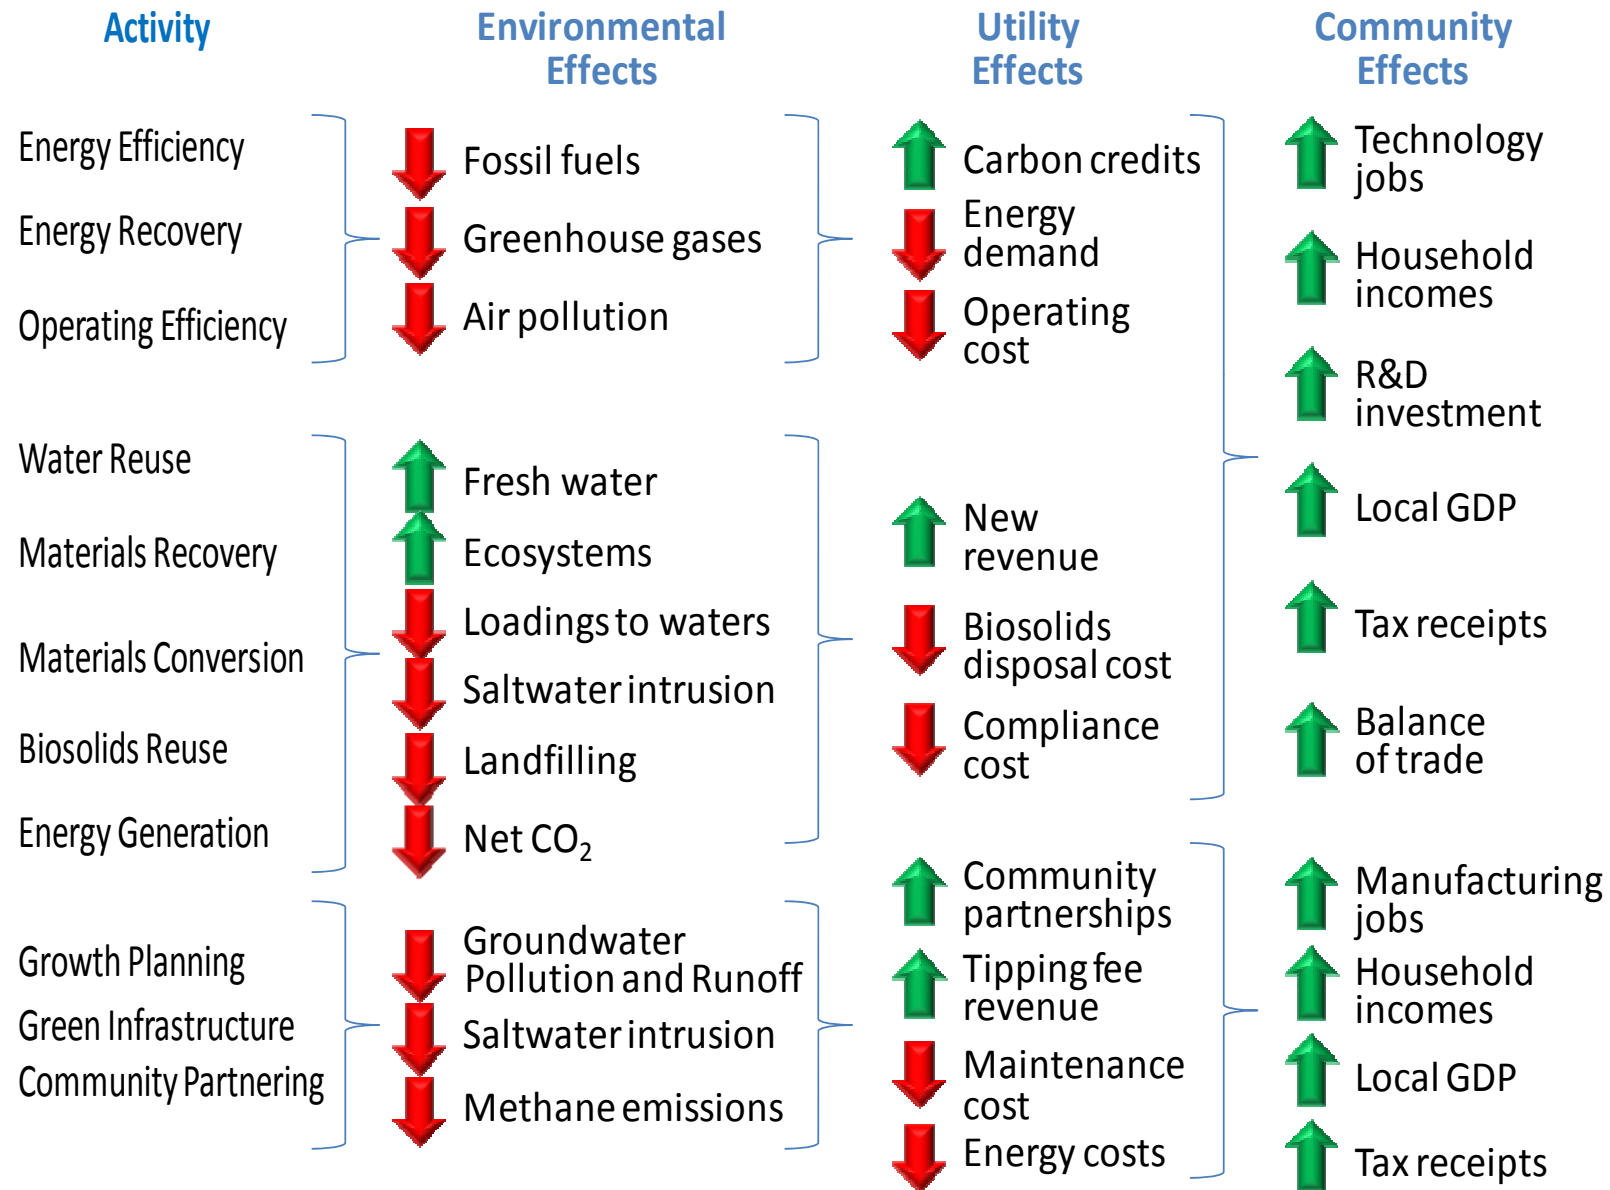 Activity
Environmental
Effects
Utility
Effects
Community
Effects
Energy Efficiency
Energy Recovery
Operating Efficiency
Fossil fuels
Greenhouse gases
Air pollution
Carbon credits
Energy
demand
Operating
cost
Water Reuse
Materials Recovery
Materials Conversion
Biosolids Reuse
Energy Generation
Fresh water
Ecosystems
Loadings to waters
Saltwater intrusion
Landfilling
Net CO₂
New
revenue
Biosolids
disposal cost
Compliance
cost
Technology
jobs
Household
incomes
R&D
investment
Local GDP
Tax receipts
Balance
of trade
Growth Planning
Green Infrastructure
Community Partnering
Groundwater
Pollution and Runoff
Saltwater intrusion
Methane emissions
Community
partnerships
Tipping fee
revenue
Maintenance
cost
Energy costs
Manufacturing
jobs
Household
incomes
Local GDP
Tax receipts